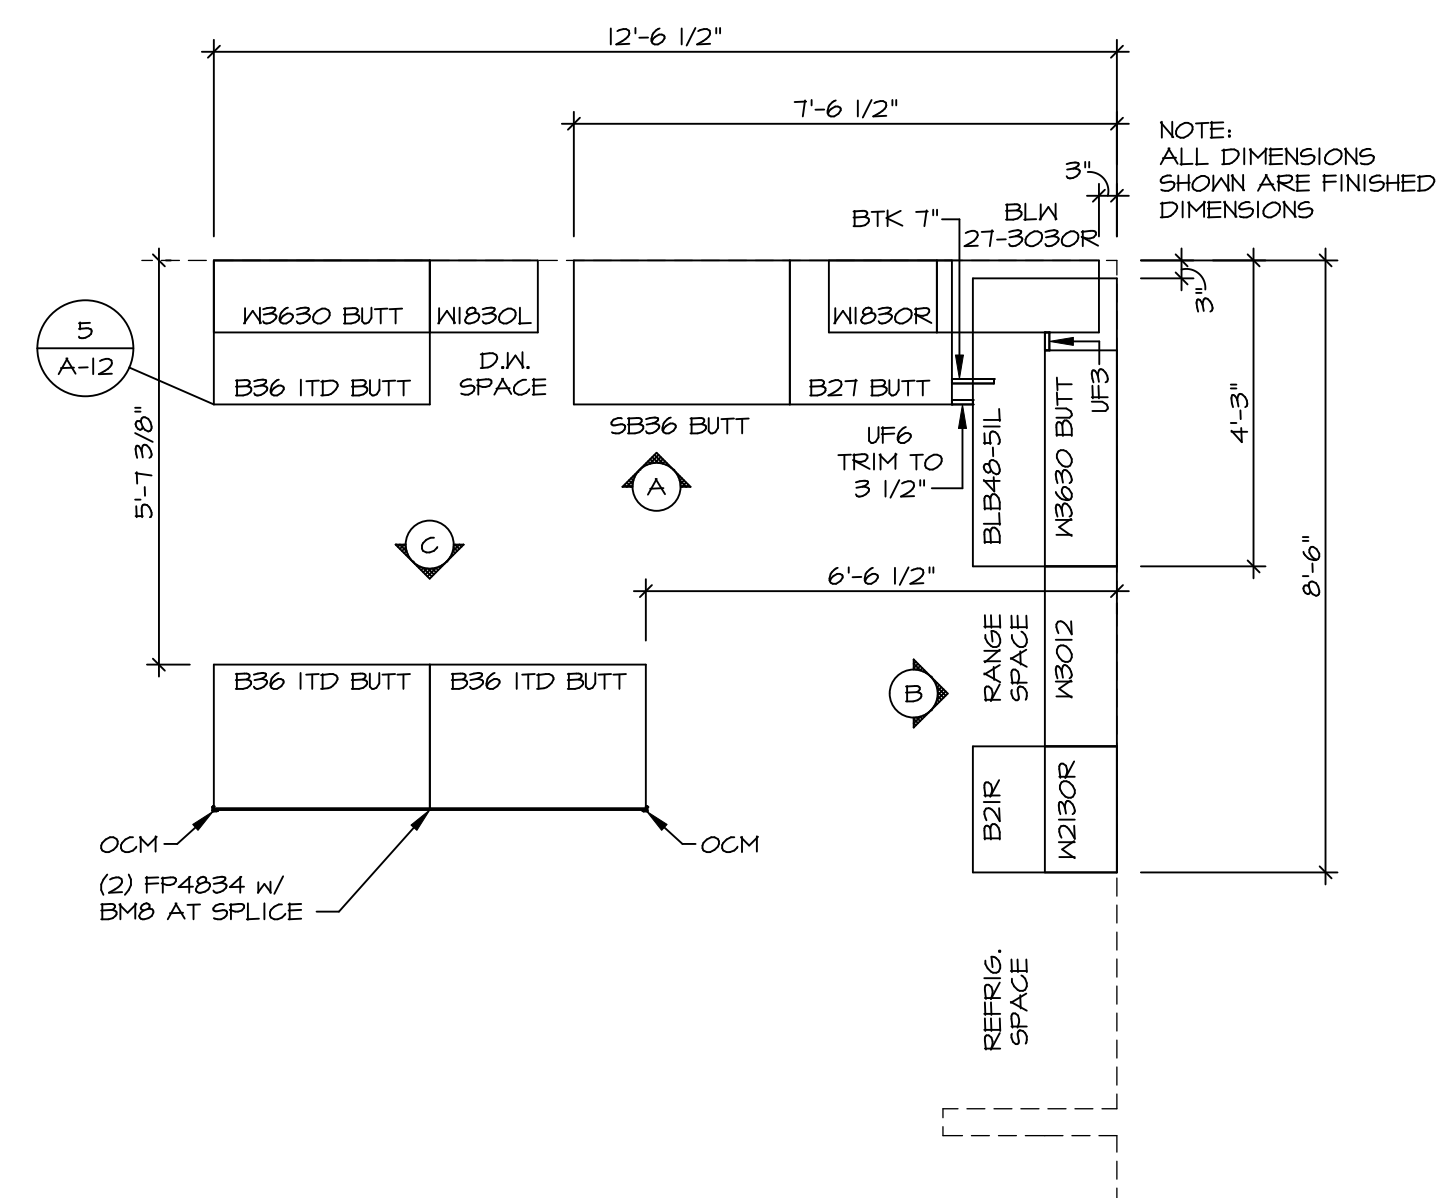 12'-6 1/2"
7'-6 1/2"
NOTE:
ALL DIMENSIONS
SHOWN ARE FINISHED
DIMENSIONS
3"
BTK 7"
BLW
27-3030R
W3630 BUTT
W1830L
W1830R
3"
5
A-12
B36 1TD BUTT
D.W.
SPACE
B27 BUTT
SB36 BUTT
UF3
5'-7 3/8"
UF6
TRIM TO
3 1/2"
BLB48-51L
W3630 BUTT
4'-3"
A
C
6'-6 1/2"
8'-6"
RANGE
SPACE
W3012
B36 1TD BUTT
B36 1TD BUTT
B
B21R
W2130R
OCM
OCM
(2) FP4834 W/
BM8 AT SPLICE
REFRIG.
SPACE